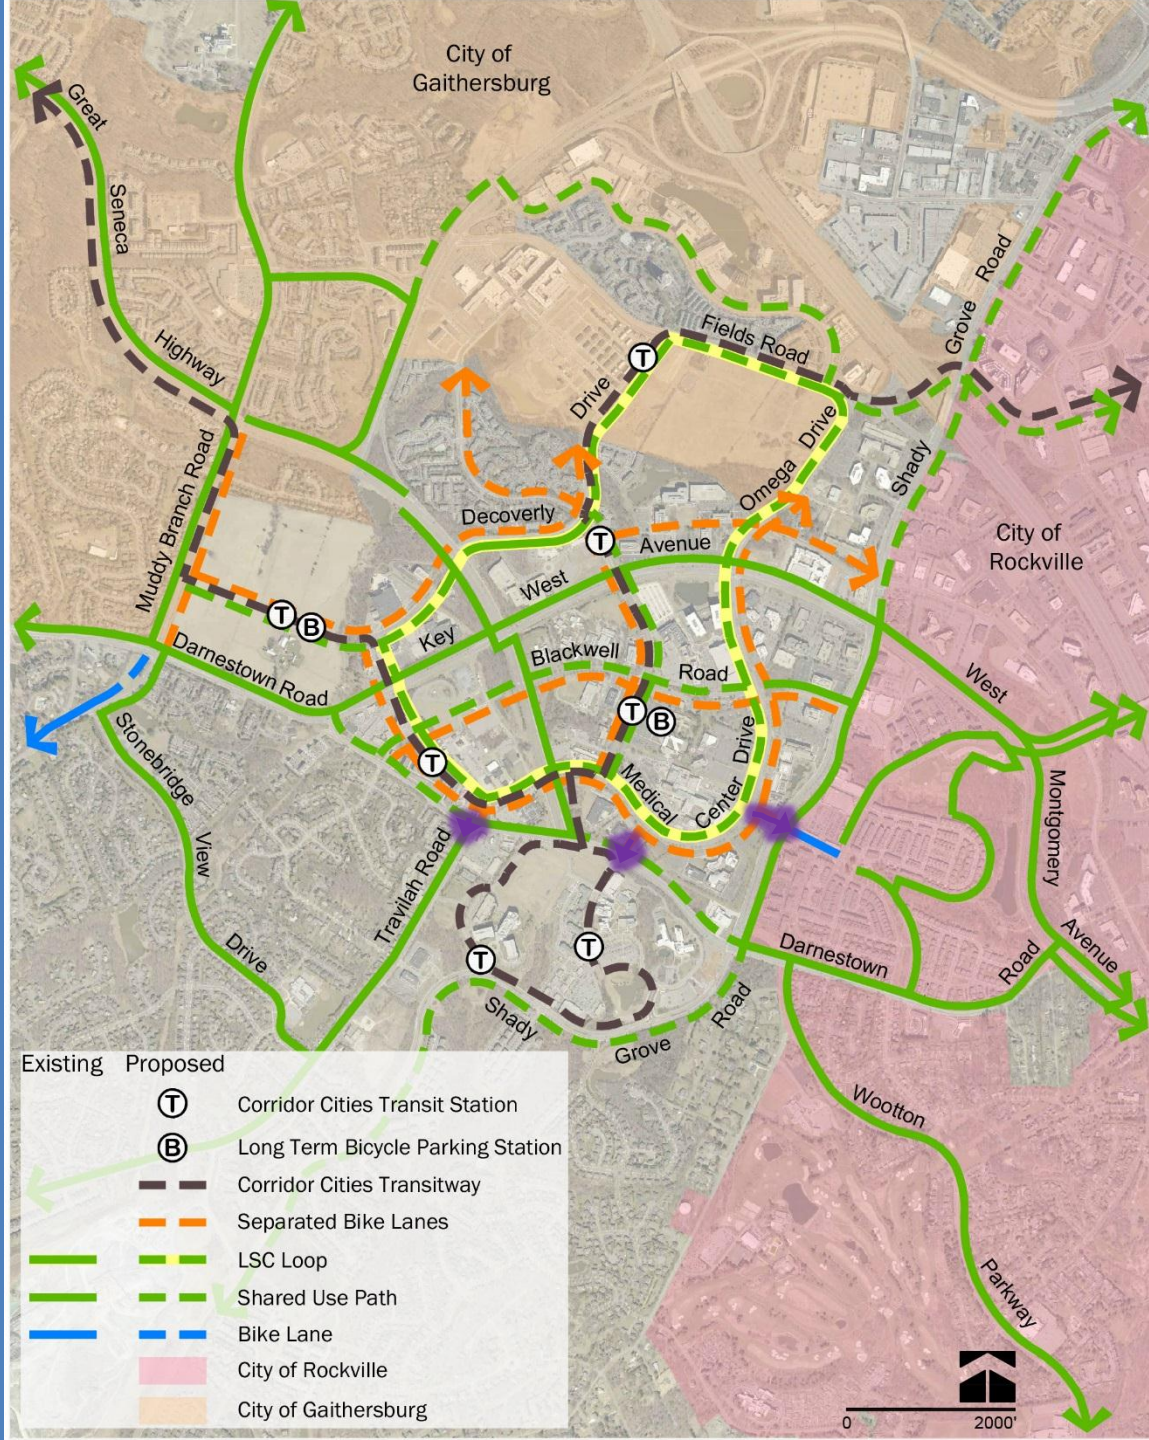 City of
Gaithersburg
Great
Seneca
Highway
Fields Road
Drive
Grove Road
Omega Drive
Shady
Muddy Branch Road
Decoverly
City of
Rockville
Avenue
West
Key
Blackwell
Road
Darnestown Road
West
Stonebridge
View
Drive
Medical
Center Drive
Montgomery
Avenue
Travilah Road
Darnestown
Road
Shady
Grove
Road
Wootton
Parkway
Existing Proposed
T Corridor Cities Transit Station
B Long Term Bicycle Parking Station
Corridor Cities Transitway
Separated Bike Lanes
LSC Loop
Shared Use Path
Bike Lane
City of Rockville
City of Gaithersburg
T
T
T
B
T
B
T
T
T
0 2000'